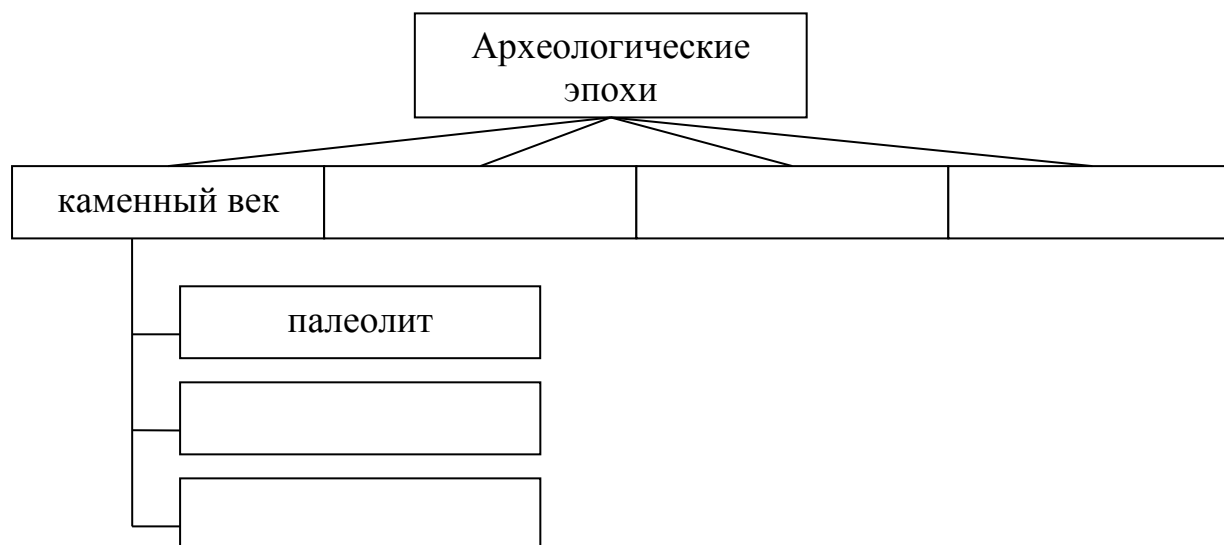 Археологические
эпохи
каменный век
палеолит